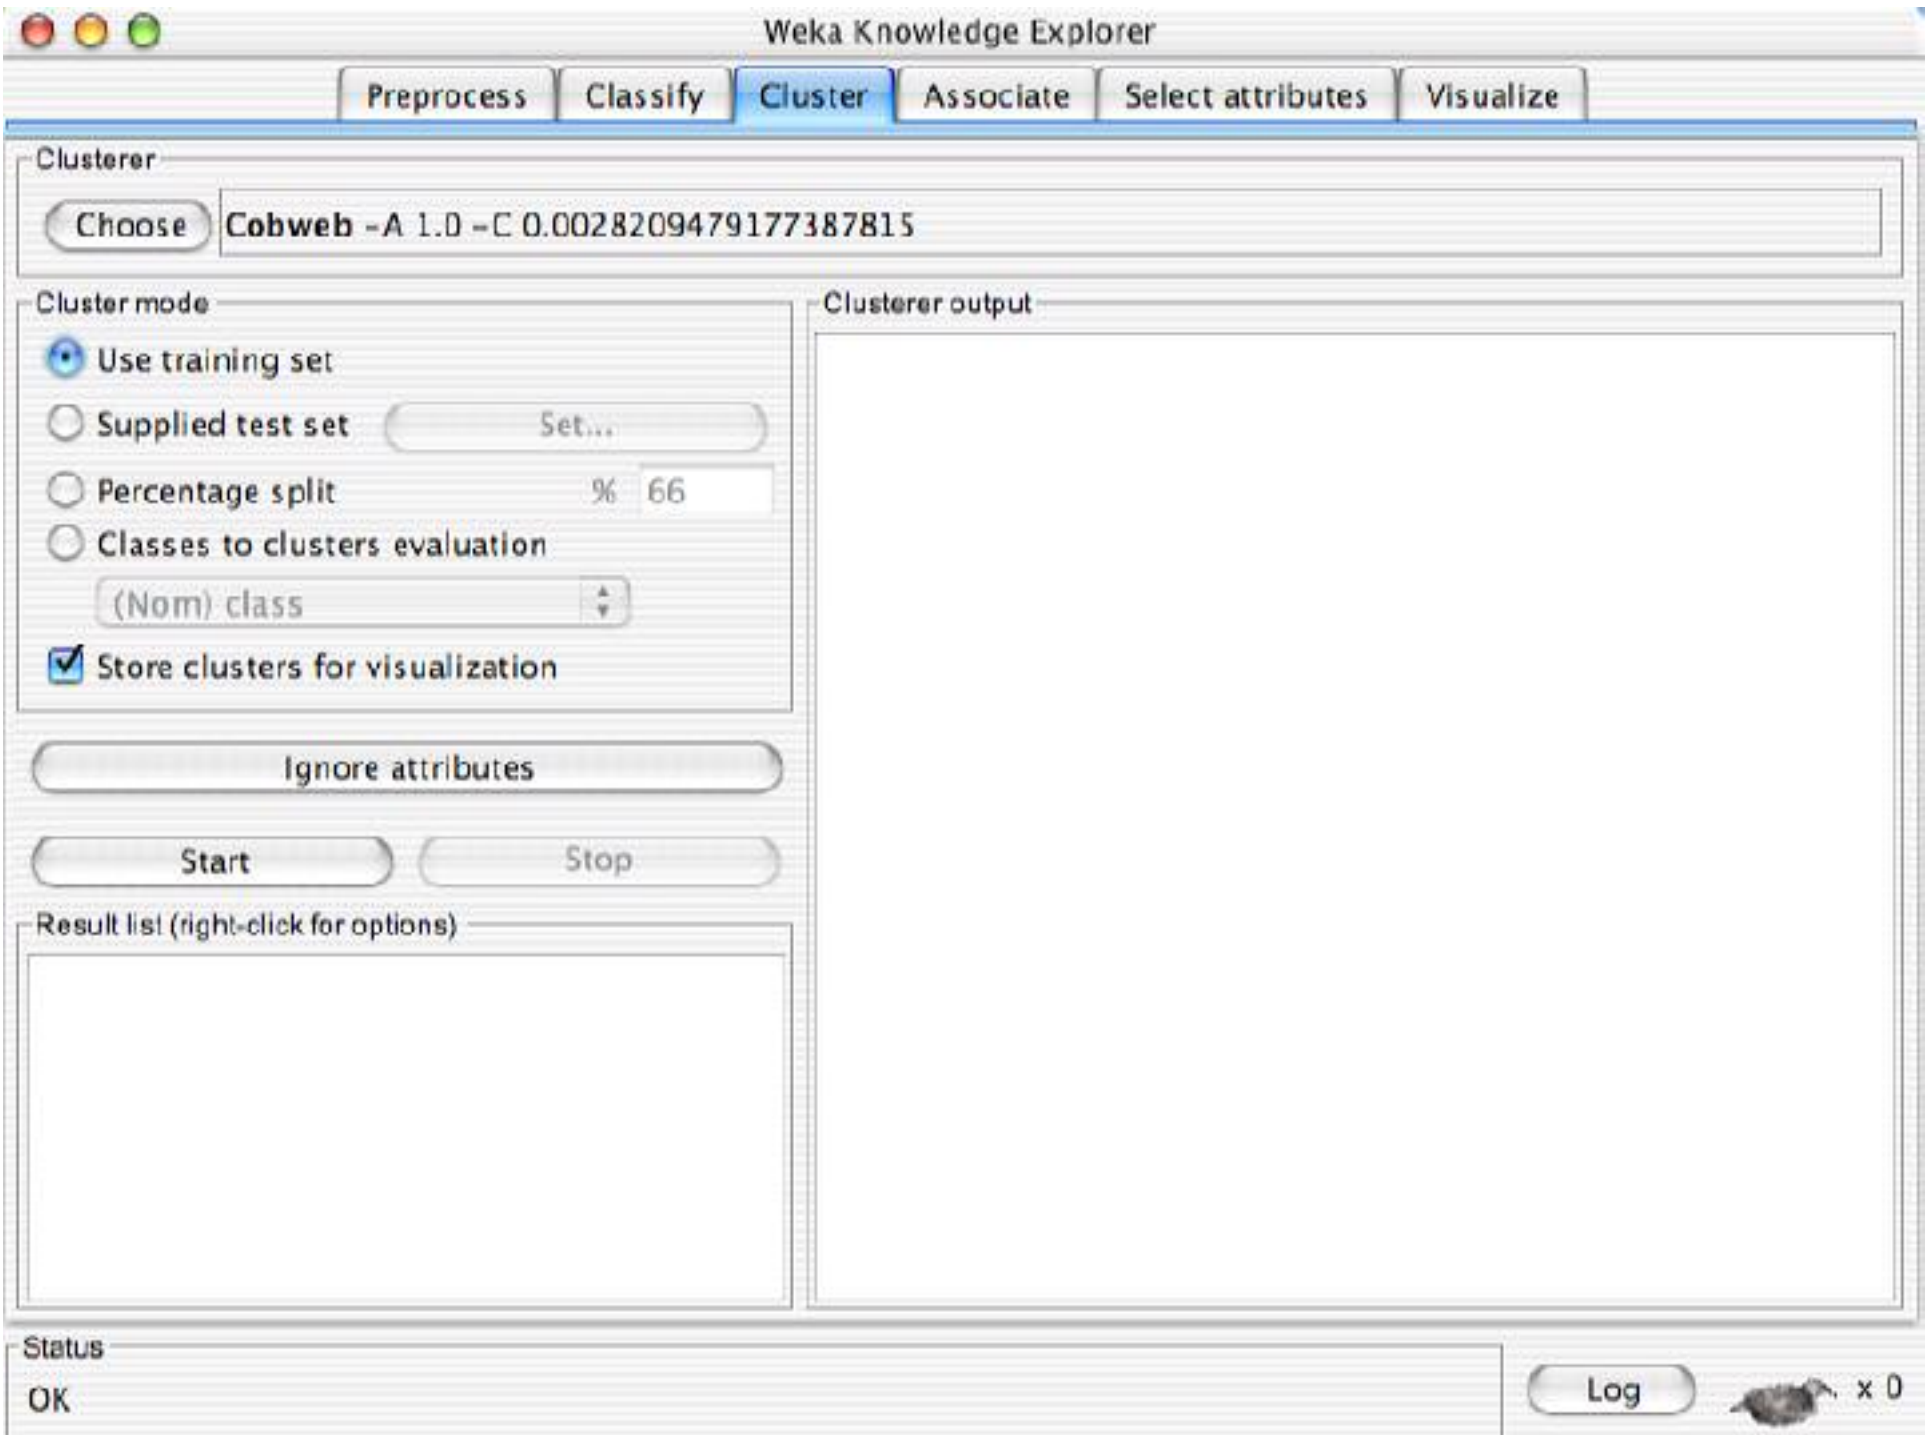 Weka Knowledge Explorer
Preprocess Classify Cluster Associate Select attributes Visualize
Clusterer
Choose Cobweb -A 1.0 -C 0.0028209479177387815
Cluster mode
Use training set
Supplied test set Set...
Percentage split % 66
Classes to clusters evaluation
(Nom) class
Store clusters for visualization
Ignore attributes
Start Stop
Result list (right-click for options)
Clusterer output
Status
OK
Log x 0